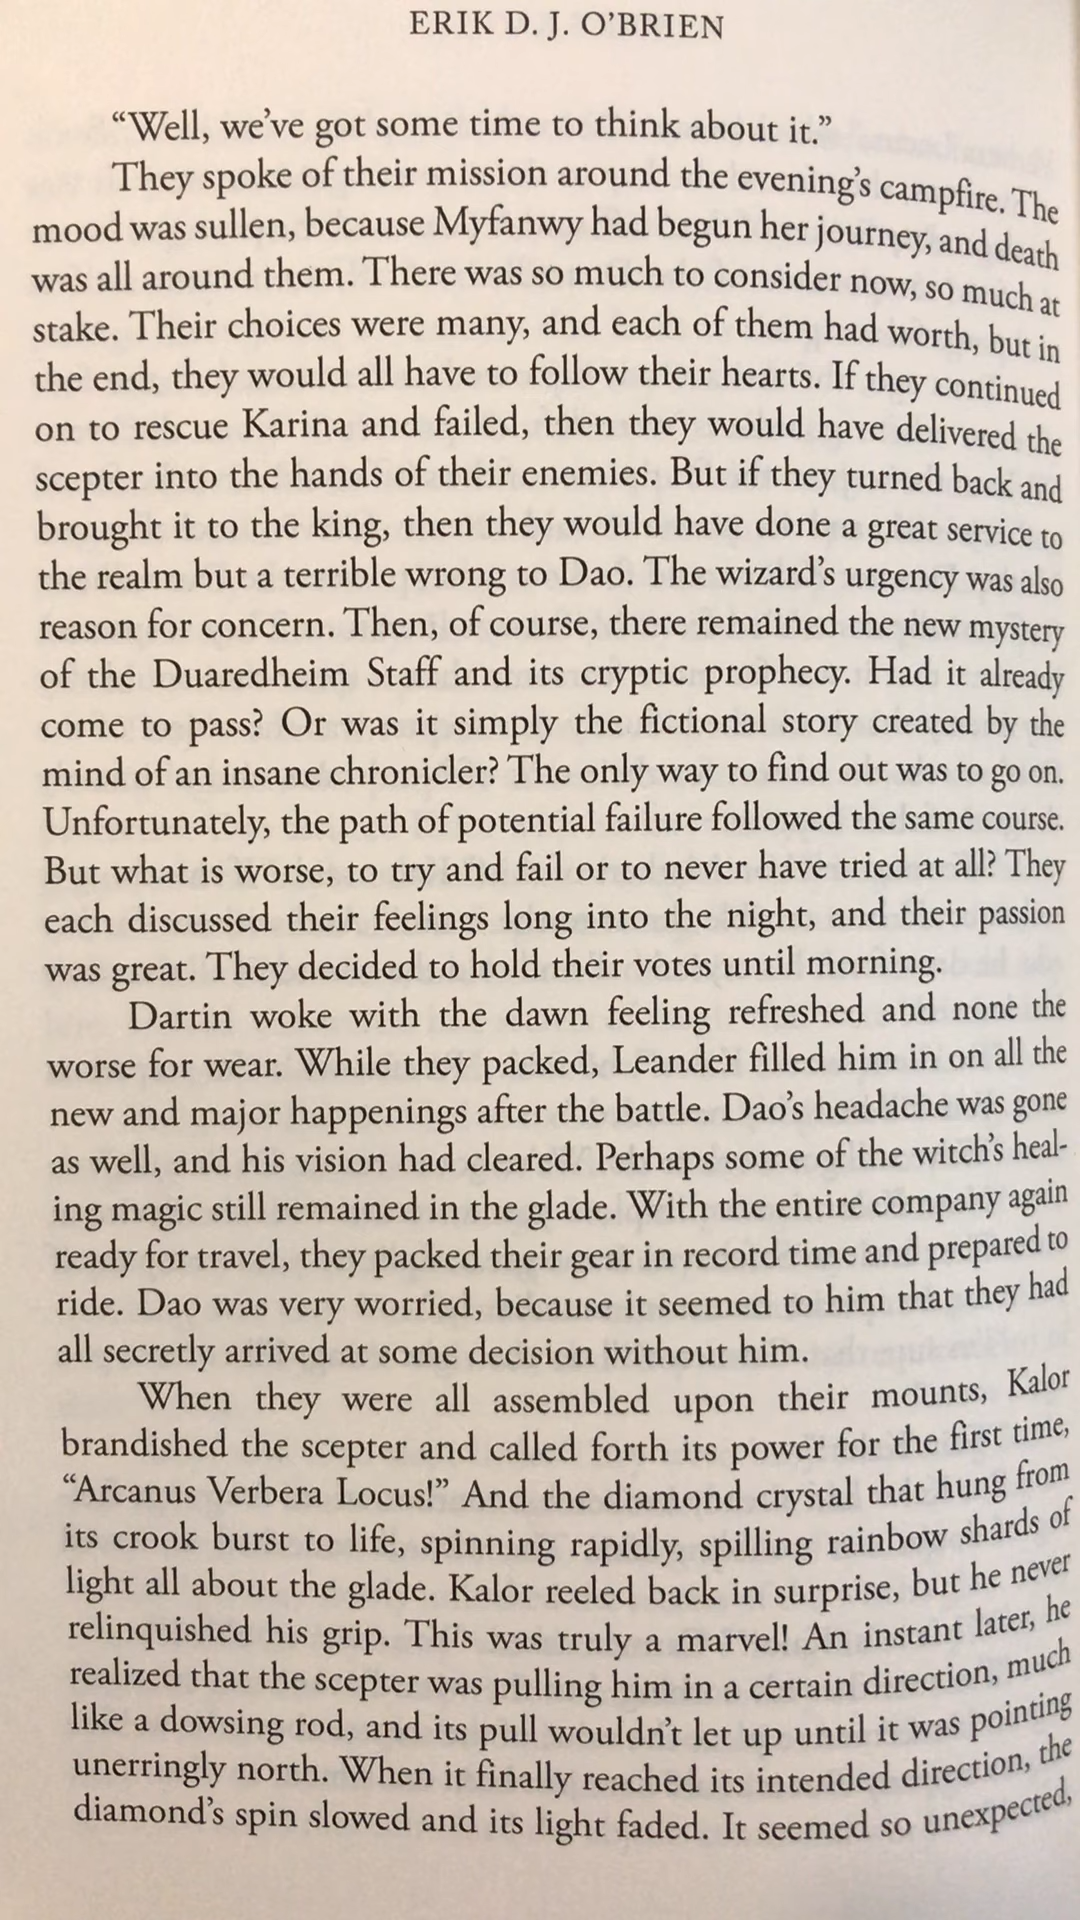 ERIK D. J. O’BRIEN
“Well, we’ve got some time to think about it.”
They spoke of their mission around the evening’s campfire. The
mood was sullen, because Myfanwy had begun her journey, and death
was all around them. There was so much to consider now, so much at
stake. Their choices were many, and each of them had worth, but in
the end, they would all have to follow their hearts. If they continued
on to rescue Karina and failed, then they would have delivered the
scepter into the hands of their enemies. But if they turned back and
brought it to the king, then they would have done a great service to
the realm but a terrible wrong to Dao. The wizard’s urgency was also
reason for concern. Then, of course, there remained the new mystery
of the Duaredheim Staff and its cryptic prophecy. Had it already
come to pass? Or was it simply the fictional story created by the
mind of an insane chronicler? The only way to find out was to go on.
Unfortunately, the path of potential failure followed the same course.
But what is worse, to try and fail or to never have tried at all? They
each discussed their feelings long into the night, and their passion
was great. They decided to hold their votes until morning.
Dartin woke with the dawn feeling refreshed and none the
worse for wear. While they packed, Leander filled him in on all the
new and major happenings after the battle. Dao’s headache was gone
as well, and his vision had cleared. Perhaps some of the witch’s heal-
ing magic still remained in the glade. With the entire company again
ready for travel, they packed their gear in record time and prepared to
ride. Dao was very worried, because it seemed to him that they had
all secretly arrived at some decision without him.
When they were all assembled upon their mounts, Kalor
brandished the scepter and called forth its power for the first time,
“Arcanus Verbera Locus!” And the diamond crystal that hung from
its crook burst to life, spinning rapidly, spilling rainbow shards of
light all about the glade. Kalor reeled back in surprise, but he never
relinquished his grip. This was truly a marvel! An instant later, he
realized that the scepter was pulling him in a certain direction, much
like a dowsing rod, and its pull wouldn’t let up until it was pointing
unerringly north. When it finally reached its intended direction, the
diamond’s spin slowed and its light faded. It seemed so unexpected,